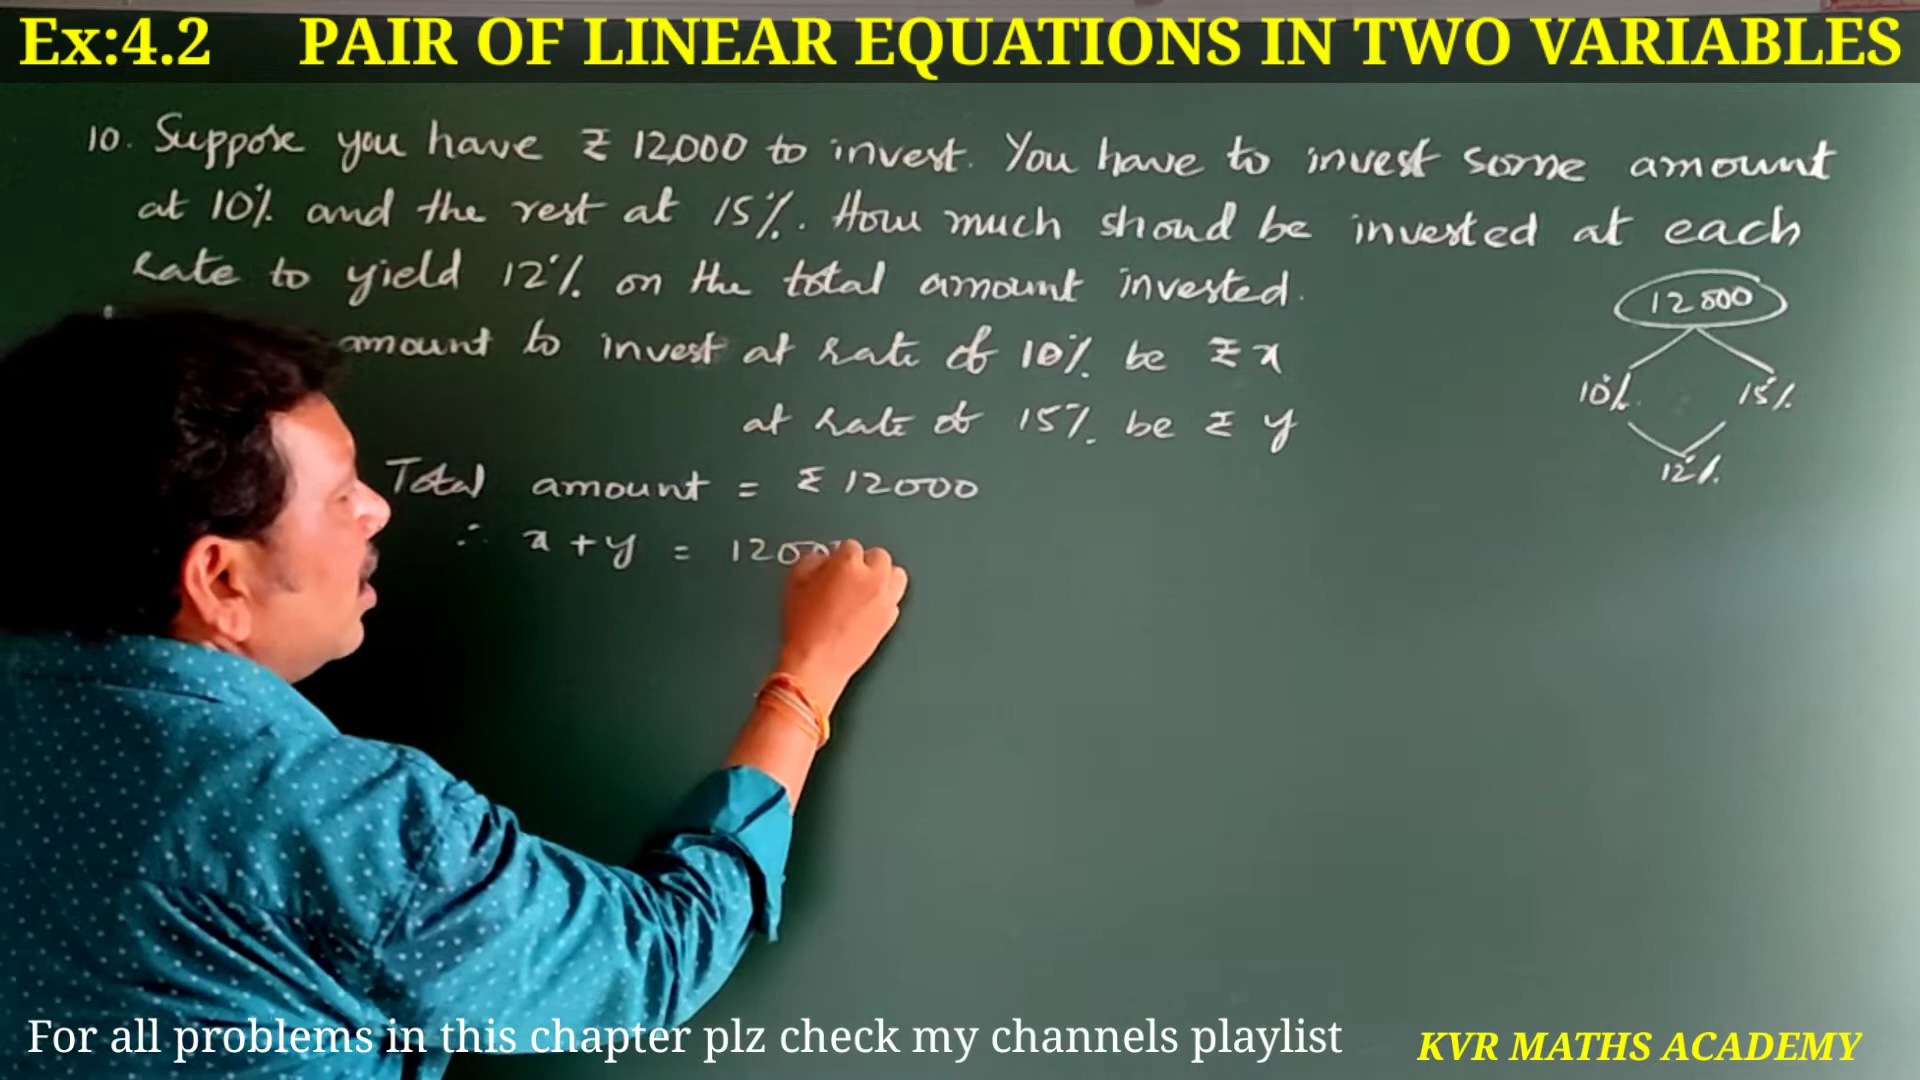 Ex:4.2 PAIR OF LINEAR EQUATIONS IN TWO VARIABLES
10. Suppose you have ₹ 12000 to invest. You have to invest some amount
at 10% and the rest at 15%. How much should be invested at each
rate to yield 12% on the total amount invested.
amount to invest at rate of 10% be ₹ x
at rate of 15% be ₹ y
Total amount = ₹ 12000
∴ x + y = 1200
12000
10% 15%
12%
For all problems in this chapter plz check my channels playlist
KVR MATHS ACADEMY